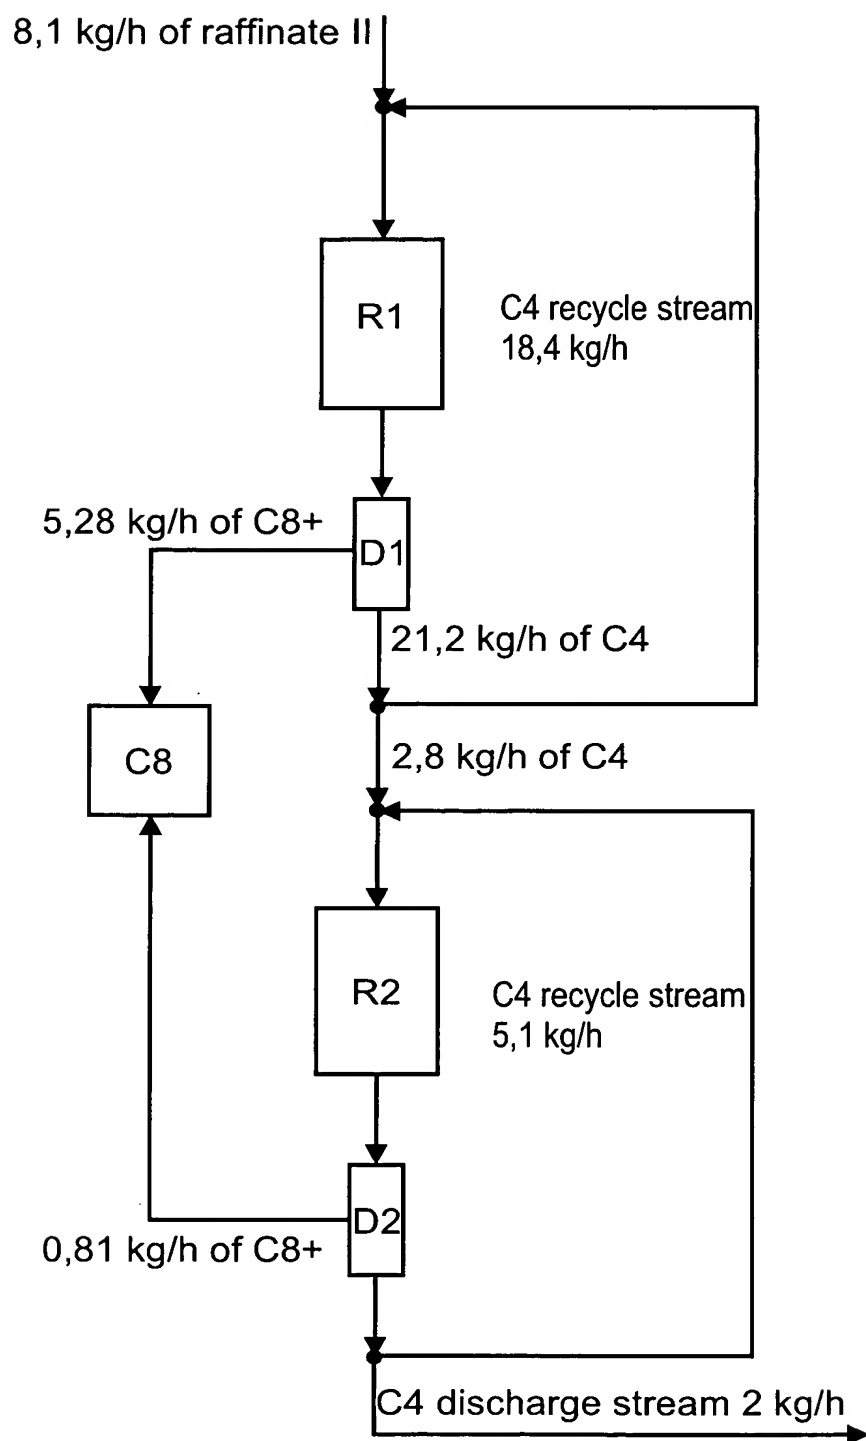 8,1 kg/h of raffinate II
R1
C4 recycle stream
18,4 kg/h
5,28 kg/h of C8+
D1
21,2 kg/h of C4
C8
2,8 kg/h of C4
R2
C4 recycle stream
5,1 kg/h
D2
0,81 kg/h of C8+
C4 discharge stream 2 kg/h